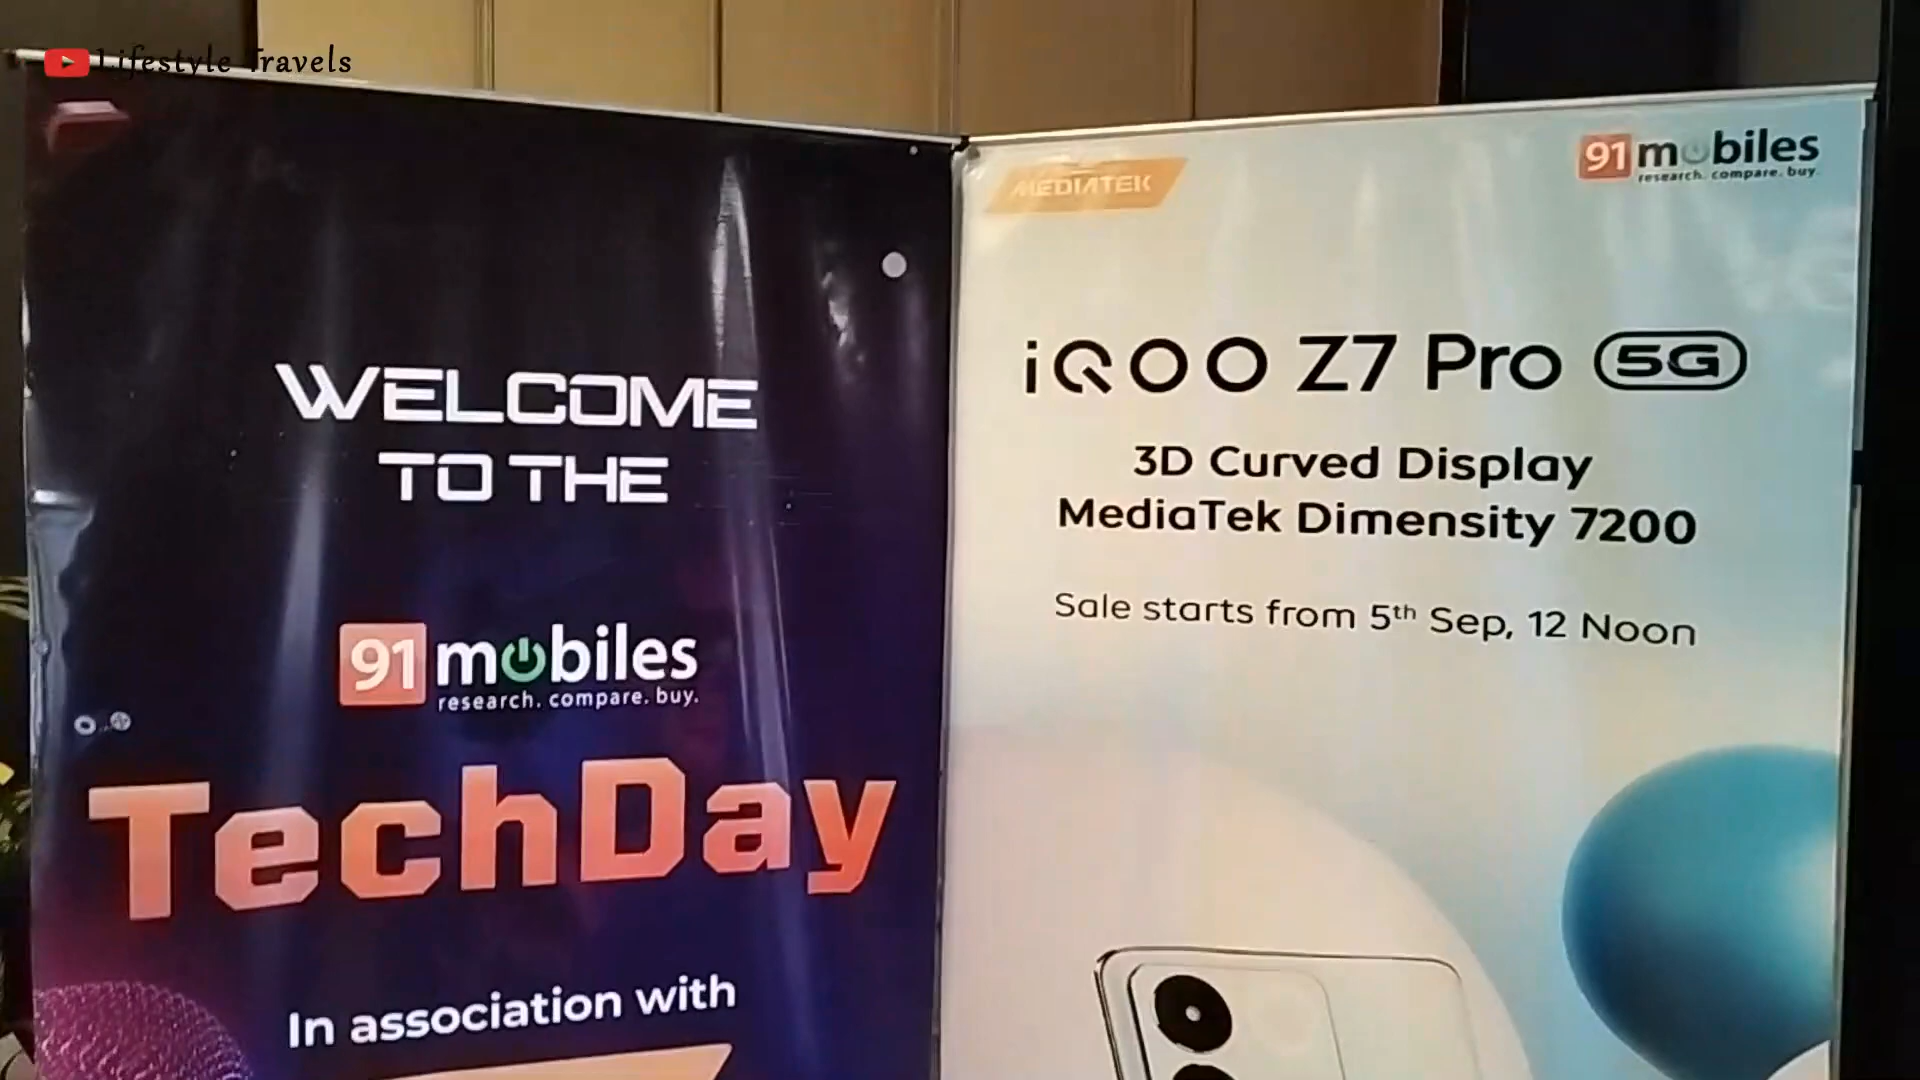 Lifestyle Travels
WELCOME
TO THE
91mobiles
research. compare. buy.
TechDay
In association with
MEDIATEK
91mobiles
research. compare. buy.
iQOO Z7 Pro 5G
3D Curved Display
MediaTek Dimensity 7200
Sale starts from 5th Sep, 12 Noon